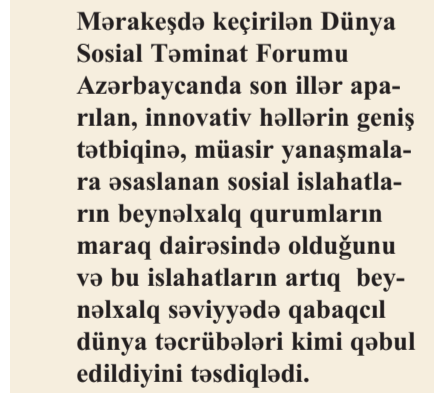 Mərakeşdə keçirilən Dünya
Sosial Təminat Forumu
Azərbaycanda son illər apa-
rılan, innovativ həllərin geniş
tətbiqinə, müasir yanaşmala-
ra əsaslanan sosial islahatla-
rın beynəlxalq qurumların
maraq dairəsində olduğunu
və bu islahatların artıq  bey-
nəlxalq səviyyədə qabaqcıl
dünya təcrübələri kimi qəbul
edildiyini təsdiqlədi.